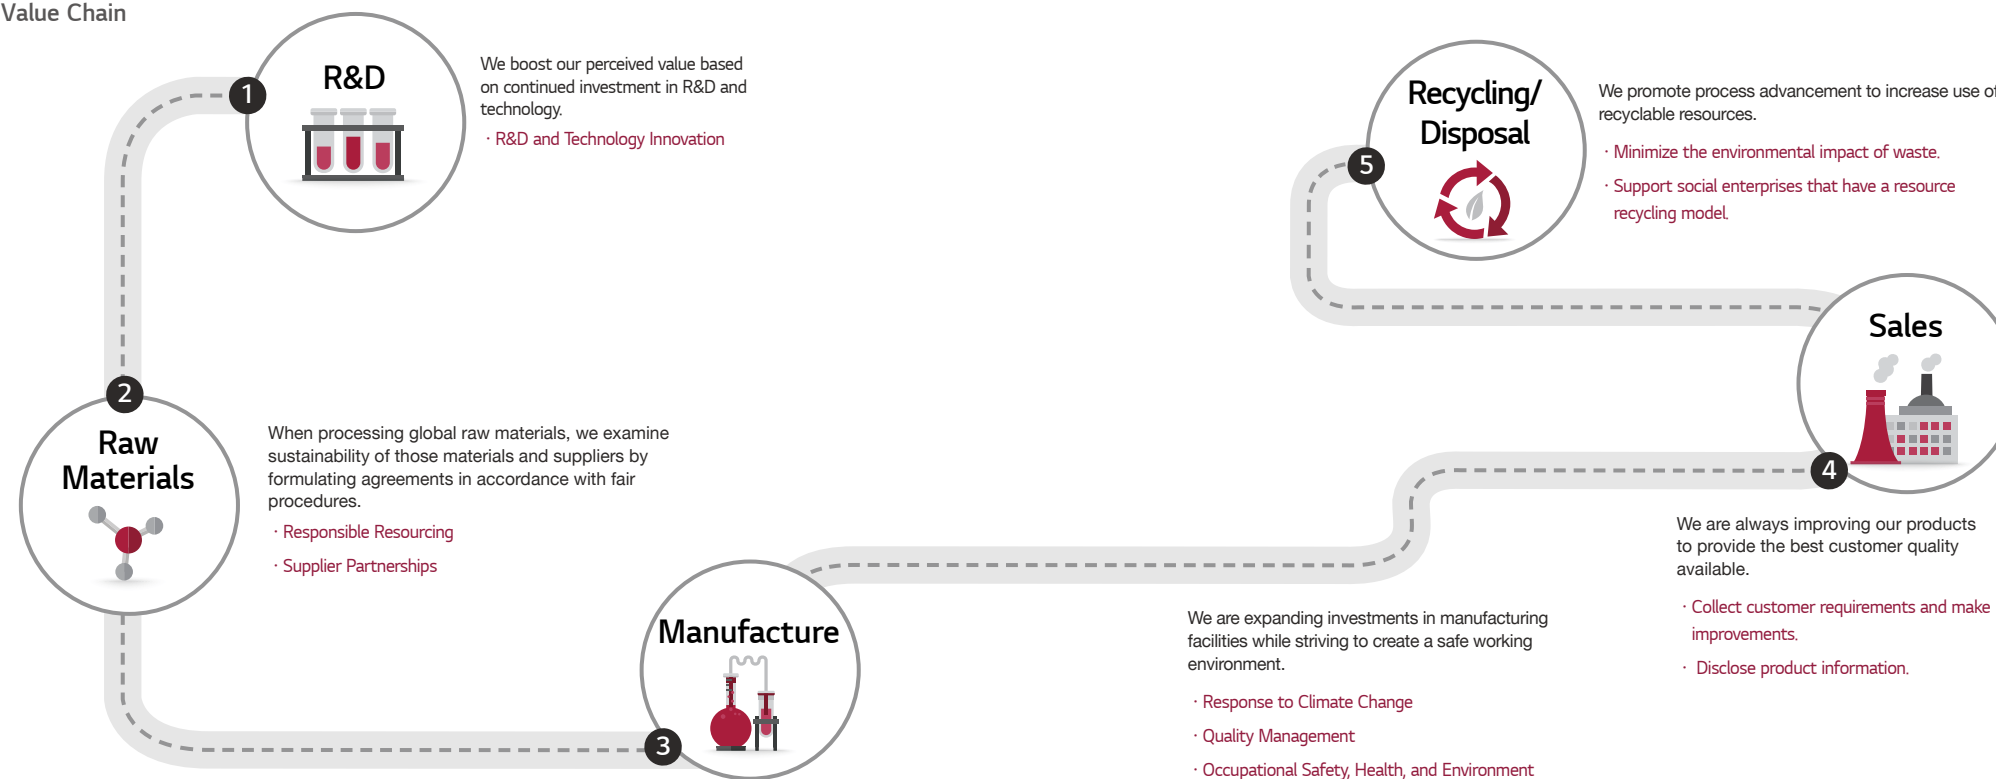 Value Chain
1
R&D
We boost our perceived value based
on continued investment in R&D and
technology.
· R&D and Technology Innovation
2
Raw
Materials
When processing global raw materials, we examine
sustainability of those materials and suppliers by
formulating agreements in accordance with fair
procedures.
· Responsible Resourcing
· Supplier Partnerships
3
Manufacture
We are expanding investments in manufacturing
facilities while striving to create a safe working
environment.
· Response to Climate Change
· Quality Management
· Occupational Safety, Health, and Environment
4
Sales
We are always improving our products
to provide the best customer quality
available.
· Collect customer requirements and make
improvements.
· Disclose product information.
5
Recycling/
Disposal
We promote process advancement to increase use of
recyclable resources.
· Minimize the environmental impact of waste.
· Support social enterprises that have a resource
recycling model.